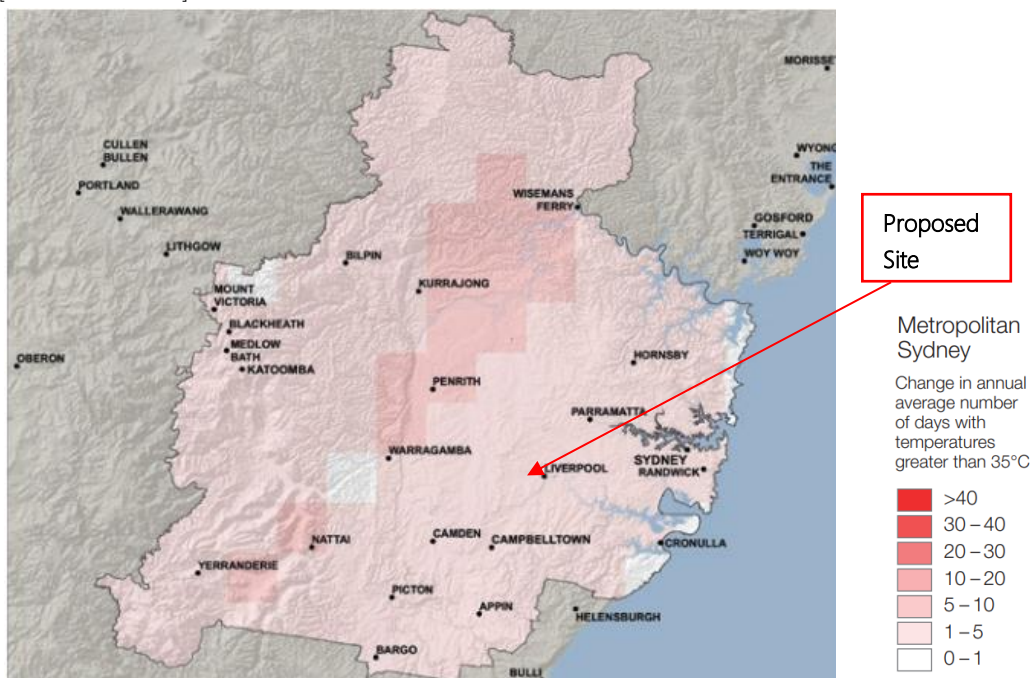 MORISSE
CULLEN
BULLEN
WYONG
THE
ENTRANCE
PORTLAND
WISEMANS
FERRY
WALLERAWANG
GOSFORD
TERRIGAL
Proposed
Site
LITHGOW
BILPIN
WOY WOY
KURRAJONG
MOUNT
VICTORIA
BLACKHEATH
MEDLOW
BATH
KATOOMBA
OBERON
HORNSBY
PENRITH
PARRAMATTA
WARRAGAMBA
SYDNEY
RANDWICK
LIVERPOOL
NATTAI
CAMDEN
CAMPBELLTOWN
CRONULLA
YERRANDERIE
PICTON
APPIN
HELENSBURGH
BARGO
BULLI
Metropolitan
Sydney
Change in annual
average number
of days with
temperatures
greater than 35°C
>40
30 – 40
20 – 30
10 – 20
5 – 10
1 – 5
0 – 1